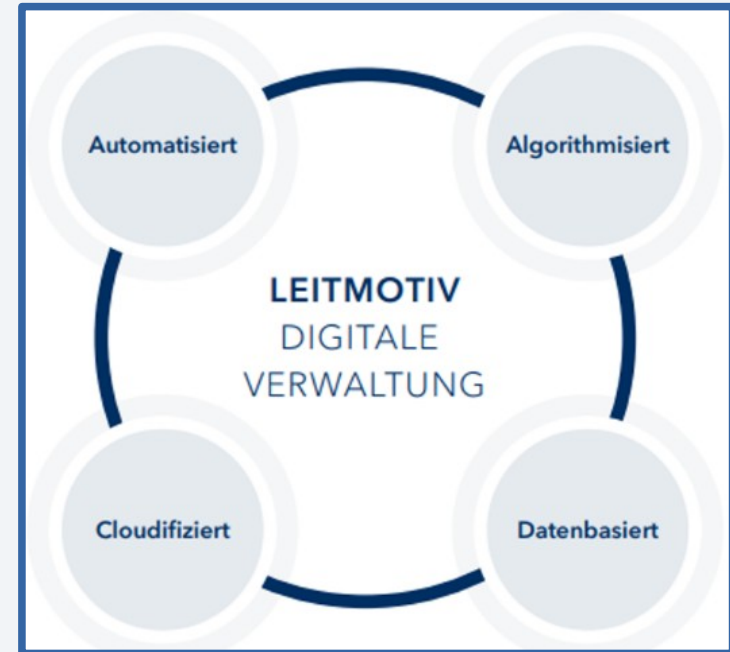 Automatisiert
Algorithmisiert
LEITMOTIV
DIGITALE
VERWALTUNG
Cloudifiziert
Datenbasiert